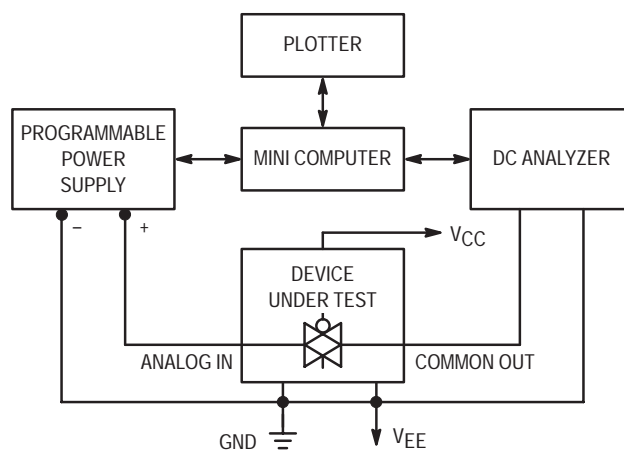 PLOTTER
PROGRAMMABLE
POWER
SUPPLY
MINI COMPUTER
DC ANALYZER
– +
VCC
DEVICE
UNDER TEST
ANALOG IN
COMMON OUT
GND
VEE